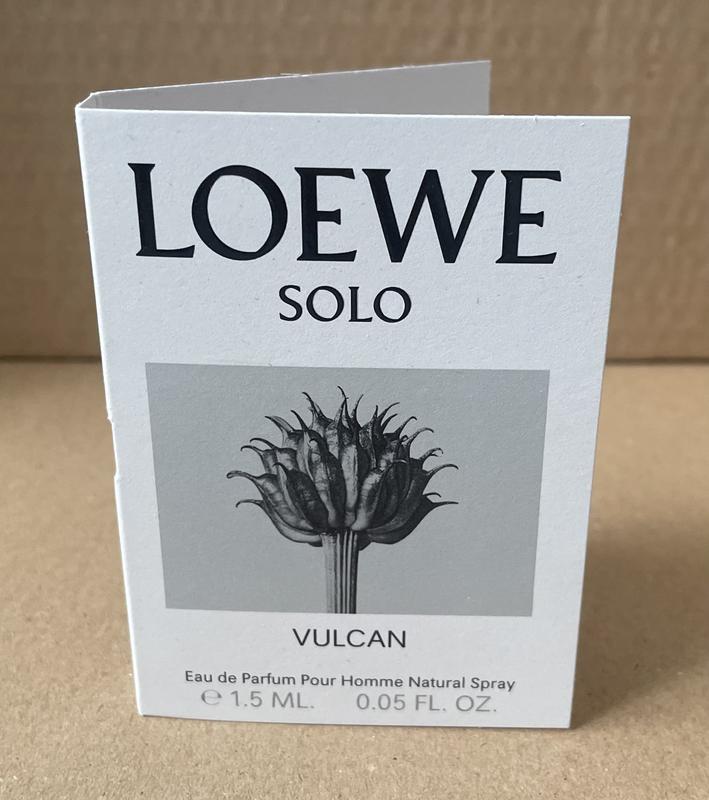 LOEWE
SOLO
VULCAN
Eau de Parfum Pour Homme Natural Spray
℮ 1.5 ML. 0.05 FL. OZ.